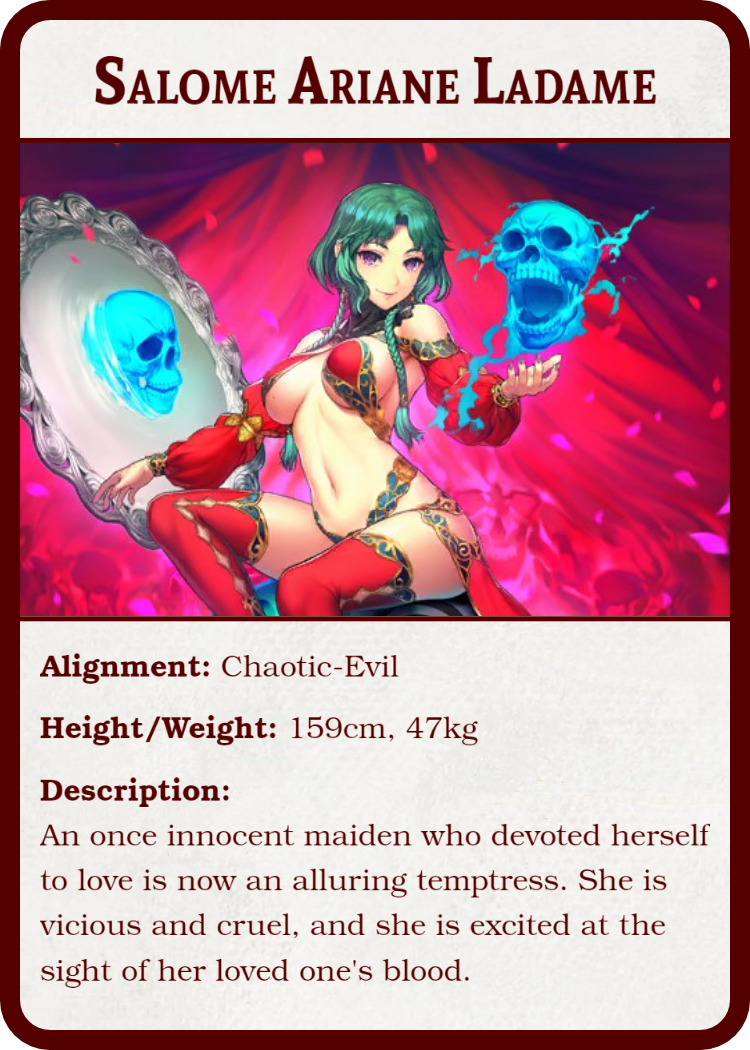 Salome Ariane Ladame
Alignment: Chaotic-Evil
Height/Weight: 159cm, 47kg
Description:
An once innocent maiden who devoted herself
to love is now an alluring temptress. She is
vicious and cruel, and she is excited at the
sight of her loved one's blood.